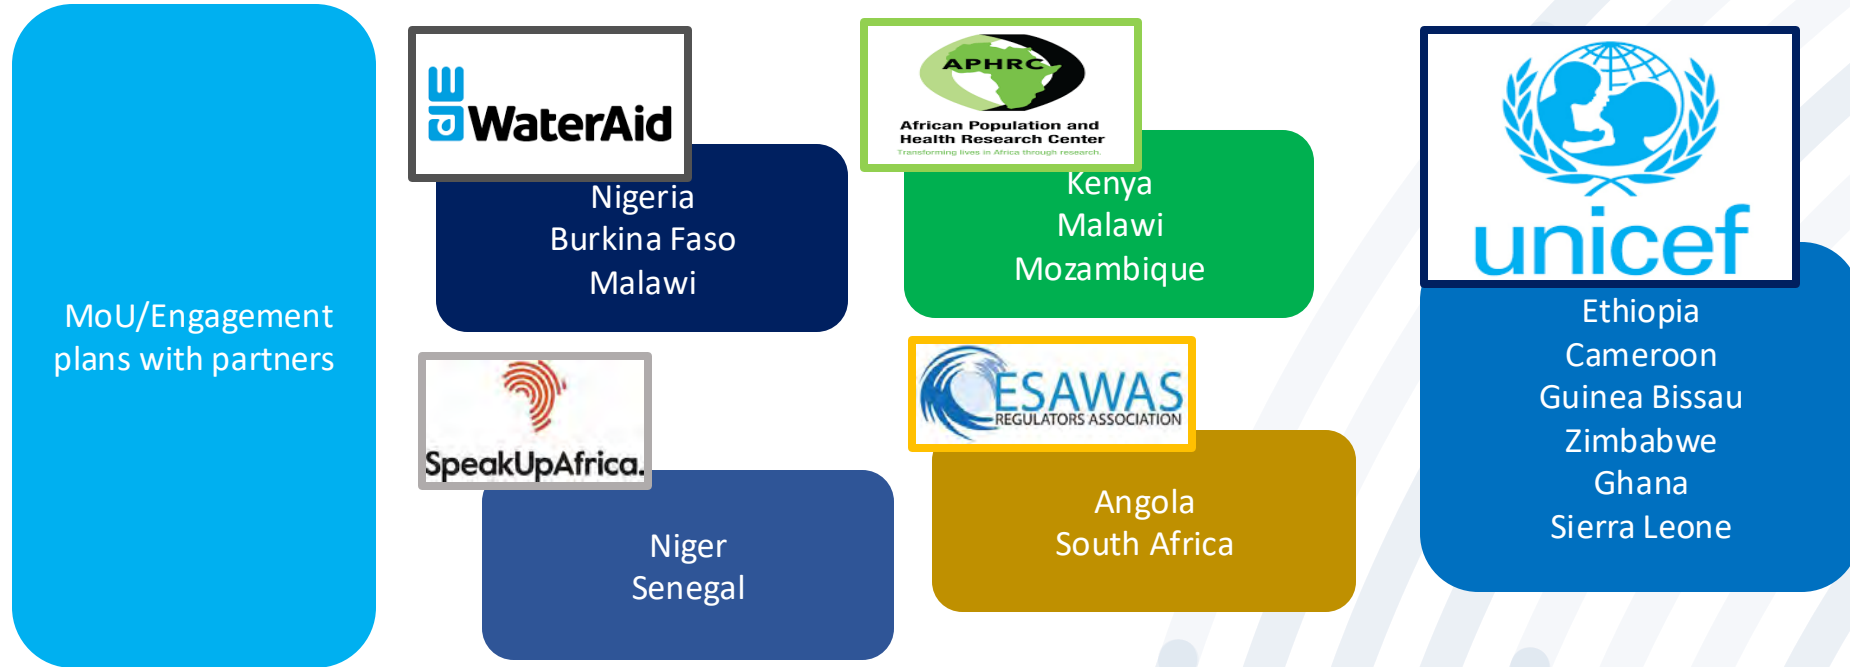 MoU/Engagement
plans with partners
WaterAid
Nigeria
Burkina Faso
Malawi
APHRC
African Population and
Health Research Center
Transforming lives in Africa through research.
Kenya
Malawi
Mozambique
SpeakUpAfrica.
Niger
Senegal
ESAWAS
REGULATORS ASSOCIATION
Angola
South Africa
unicef
Ethiopia
Cameroon
Guinea Bissau
Zimbabwe
Ghana
Sierra Leone